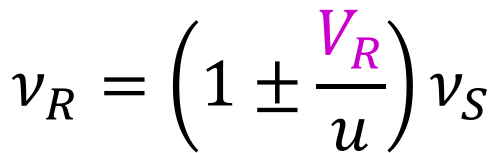 ν_R = (1 ± V_R/u) ν_S